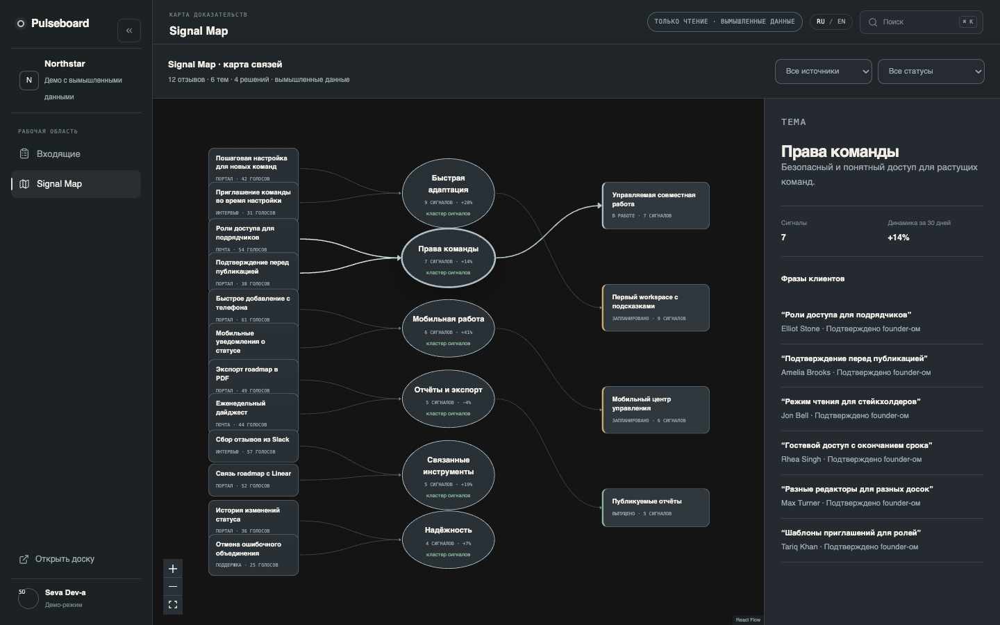 Pulseboard
«
N
Northstar
Демо с вымышленными
данными
РАБОЧАЯ ОБЛАСТЬ
Входящие
Signal Map
Открыть доску
SD
Seva Dev-a
Демо-режим
КАРТА ДОКАЗАТЕЛЬСТВ
Signal Map
ТОЛЬКО ЧТЕНИЕ · ВЫМЫШЛЕННЫЕ ДАННЫЕ
RU / EN
Поиск
⌘ K
Signal Map · карта связей
12 отзывов · 6 тем · 4 решений · вымышленные данные
Все источники
Все статусы
Пошаговая настройка
для новых команд
ПОРТАЛ · 42 ГОЛОСОВ
Приглашение команды
во время настройки
ИНТЕРВЬЮ · 31 ГОЛОСОВ
Роли доступа для
подрядчиков
ПОЧТА · 54 ГОЛОСОВ
Подтверждение перед
публикацией
ПОРТАЛ · 38 ГОЛОСОВ
Быстрое добавление с
телефона
ПОРТАЛ · 61 ГОЛОСОВ
Мобильные
уведомления о
статусе
Экспорт roadmap в
PDF
ПОРТАЛ · 49 ГОЛОСОВ
Еженедельный
дайджест
ПОЧТА · 44 ГОЛОСОВ
Сбор отзывов из Slack
ИНТЕРВЬЮ · 57 ГОЛОСОВ
Связь roadmap с Linear
ПОРТАЛ · 52 ГОЛОСОВ
История изменений
статуса
ПОРТАЛ · 36 ГОЛОСОВ
Отмена ошибочного
объединения
ПОДДЕРЖКА · 25 ГОЛОСОВ
Быстрая
адаптация
9 СИГНАЛОВ · +28%
кластер сигналов
Права команды
7 СИГНАЛОВ · +14%
кластер сигналов
Мобильная работа
6 СИГНАЛОВ · +41%
кластер сигналов
Отчёты и экспорт
5 СИГНАЛОВ · -4%
кластер сигналов
Связанные
инструменты
5 СИГНАЛОВ · +19%
кластер сигналов
Надёжность
4 СИГНАЛОВ · +7%
кластер сигналов
Управляемая совместная
работа
В РАБОТЕ · 7 СИГНАЛОВ
Первый workspace с
подсказками
ЗАПЛАНИРОВАНО · 9 СИГНАЛОВ
Мобильный центр
управления
ЗАПЛАНИРОВАНО · 6 СИГНАЛОВ
Публикуемые отчёты
ВЫПУЩЕНО · 5 СИГНАЛОВ
React Flow
ТЕМА
Права команды
Безопасный и понятный доступ для растущих
команд.
Сигналы
7
Динамика за 30 дней
+14%
Фразы клиентов
“Роли доступа для подрядчиков”
Elliot Stone · Подтверждено founder-ом
“Подтверждение перед публикацией”
Amelia Brooks · Подтверждено founder-ом
“Режим чтения для стейкхолдеров”
Jon Bell · Подтверждено founder-ом
“Гостевой доступ с окончанием срока”
Rhea Singh · Подтверждено founder-ом
“Разные редакторы для разных досок”
Max Turner · Подтверждено founder-ом
“Шаблоны приглашений для ролей”
Tariq Khan · Подтверждено founder-ом